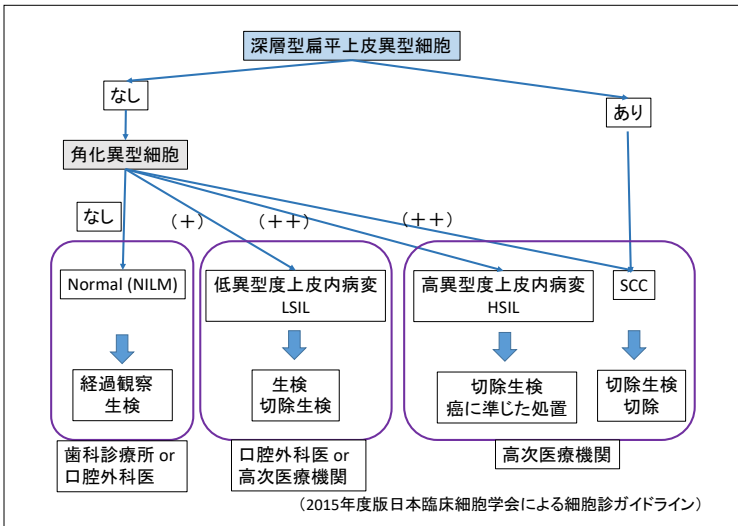 深層型扁平上皮異型細胞
なし
あり
角化異型細胞
なし
（＋）
（＋＋）
（＋＋）
Normal (NILM)
低異型度上皮内病変
LSIL
高異型度上皮内病変
HSIL
SCC
経過観察
生検
生検
切除生検
切除生検
癌に準じた処置
切除生検
切除
歯科診療所 or
口腔外科医
口腔外科医 or
高次医療機関
高次医療機関
（2015年度版日本臨床細胞学会による細胞診ガイドライン）